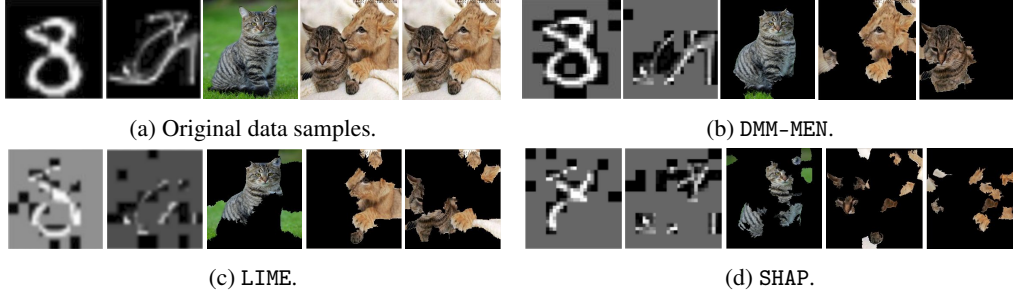 (a) Original data samples.
(b) DMM-MEN.
(c) LIME.
(d) SHAP.